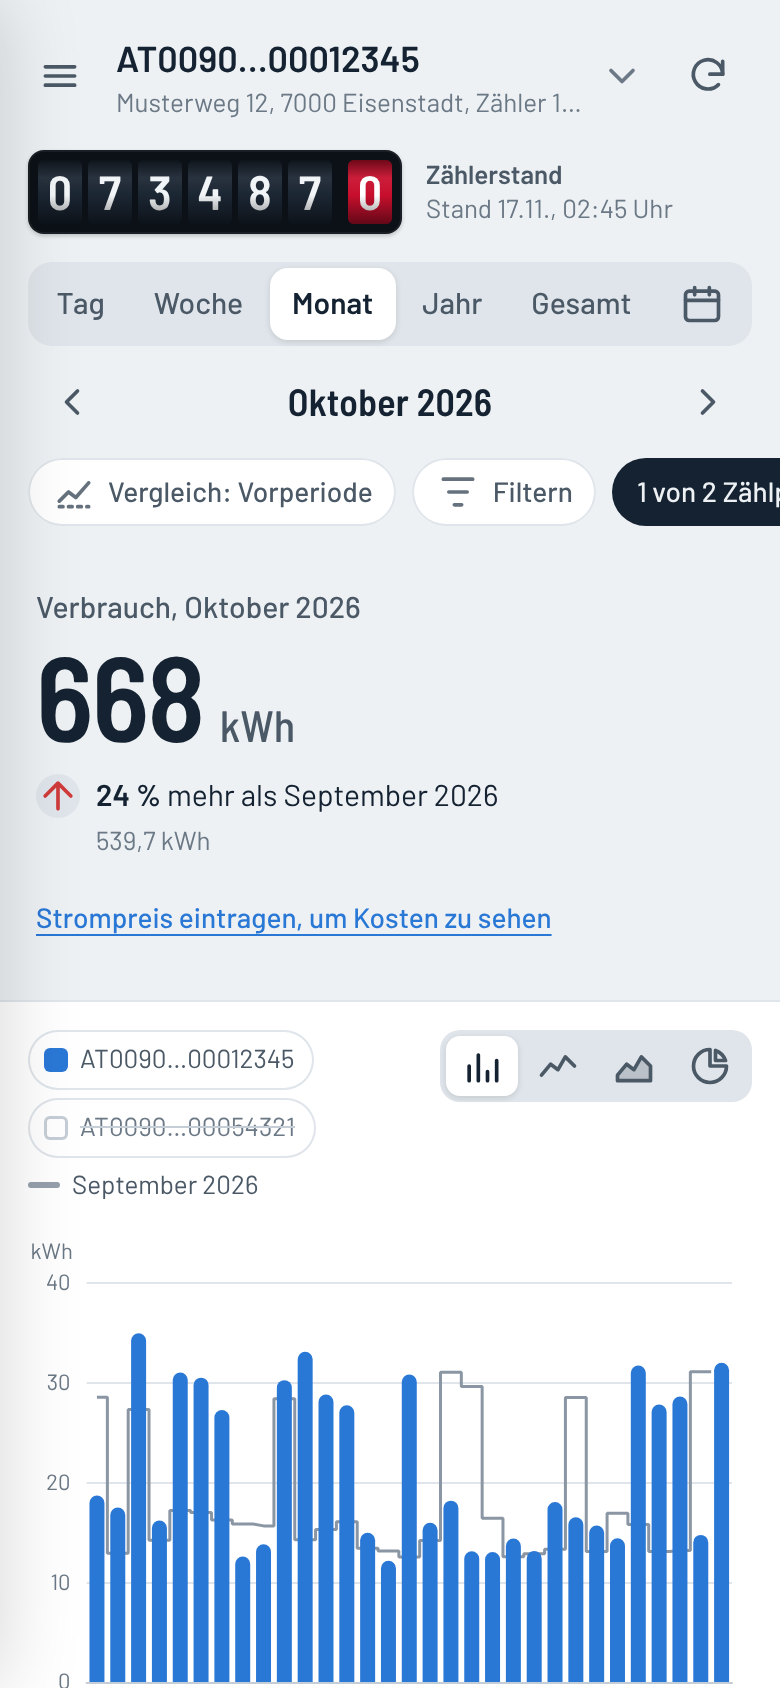 AT0090...00012345
Musterweg 12, 7000 Eisenstadt, Zähler 1...
0 7 3 4 8 7 0
Zählerstand
Stand 17.11., 02:45 Uhr
Tag Woche Monat Jahr Gesamt
Oktober 2026
Vergleich: Vorperiode
Filtern
1 von 2 Zählp
Verbrauch, Oktober 2026
668 kWh
24 % mehr als September 2026
539,7 kWh
Strompreis eintragen, um Kosten zu sehen
AT0090...00012345
AT0090...00054321
September 2026
kWh
40
30
20
10
0